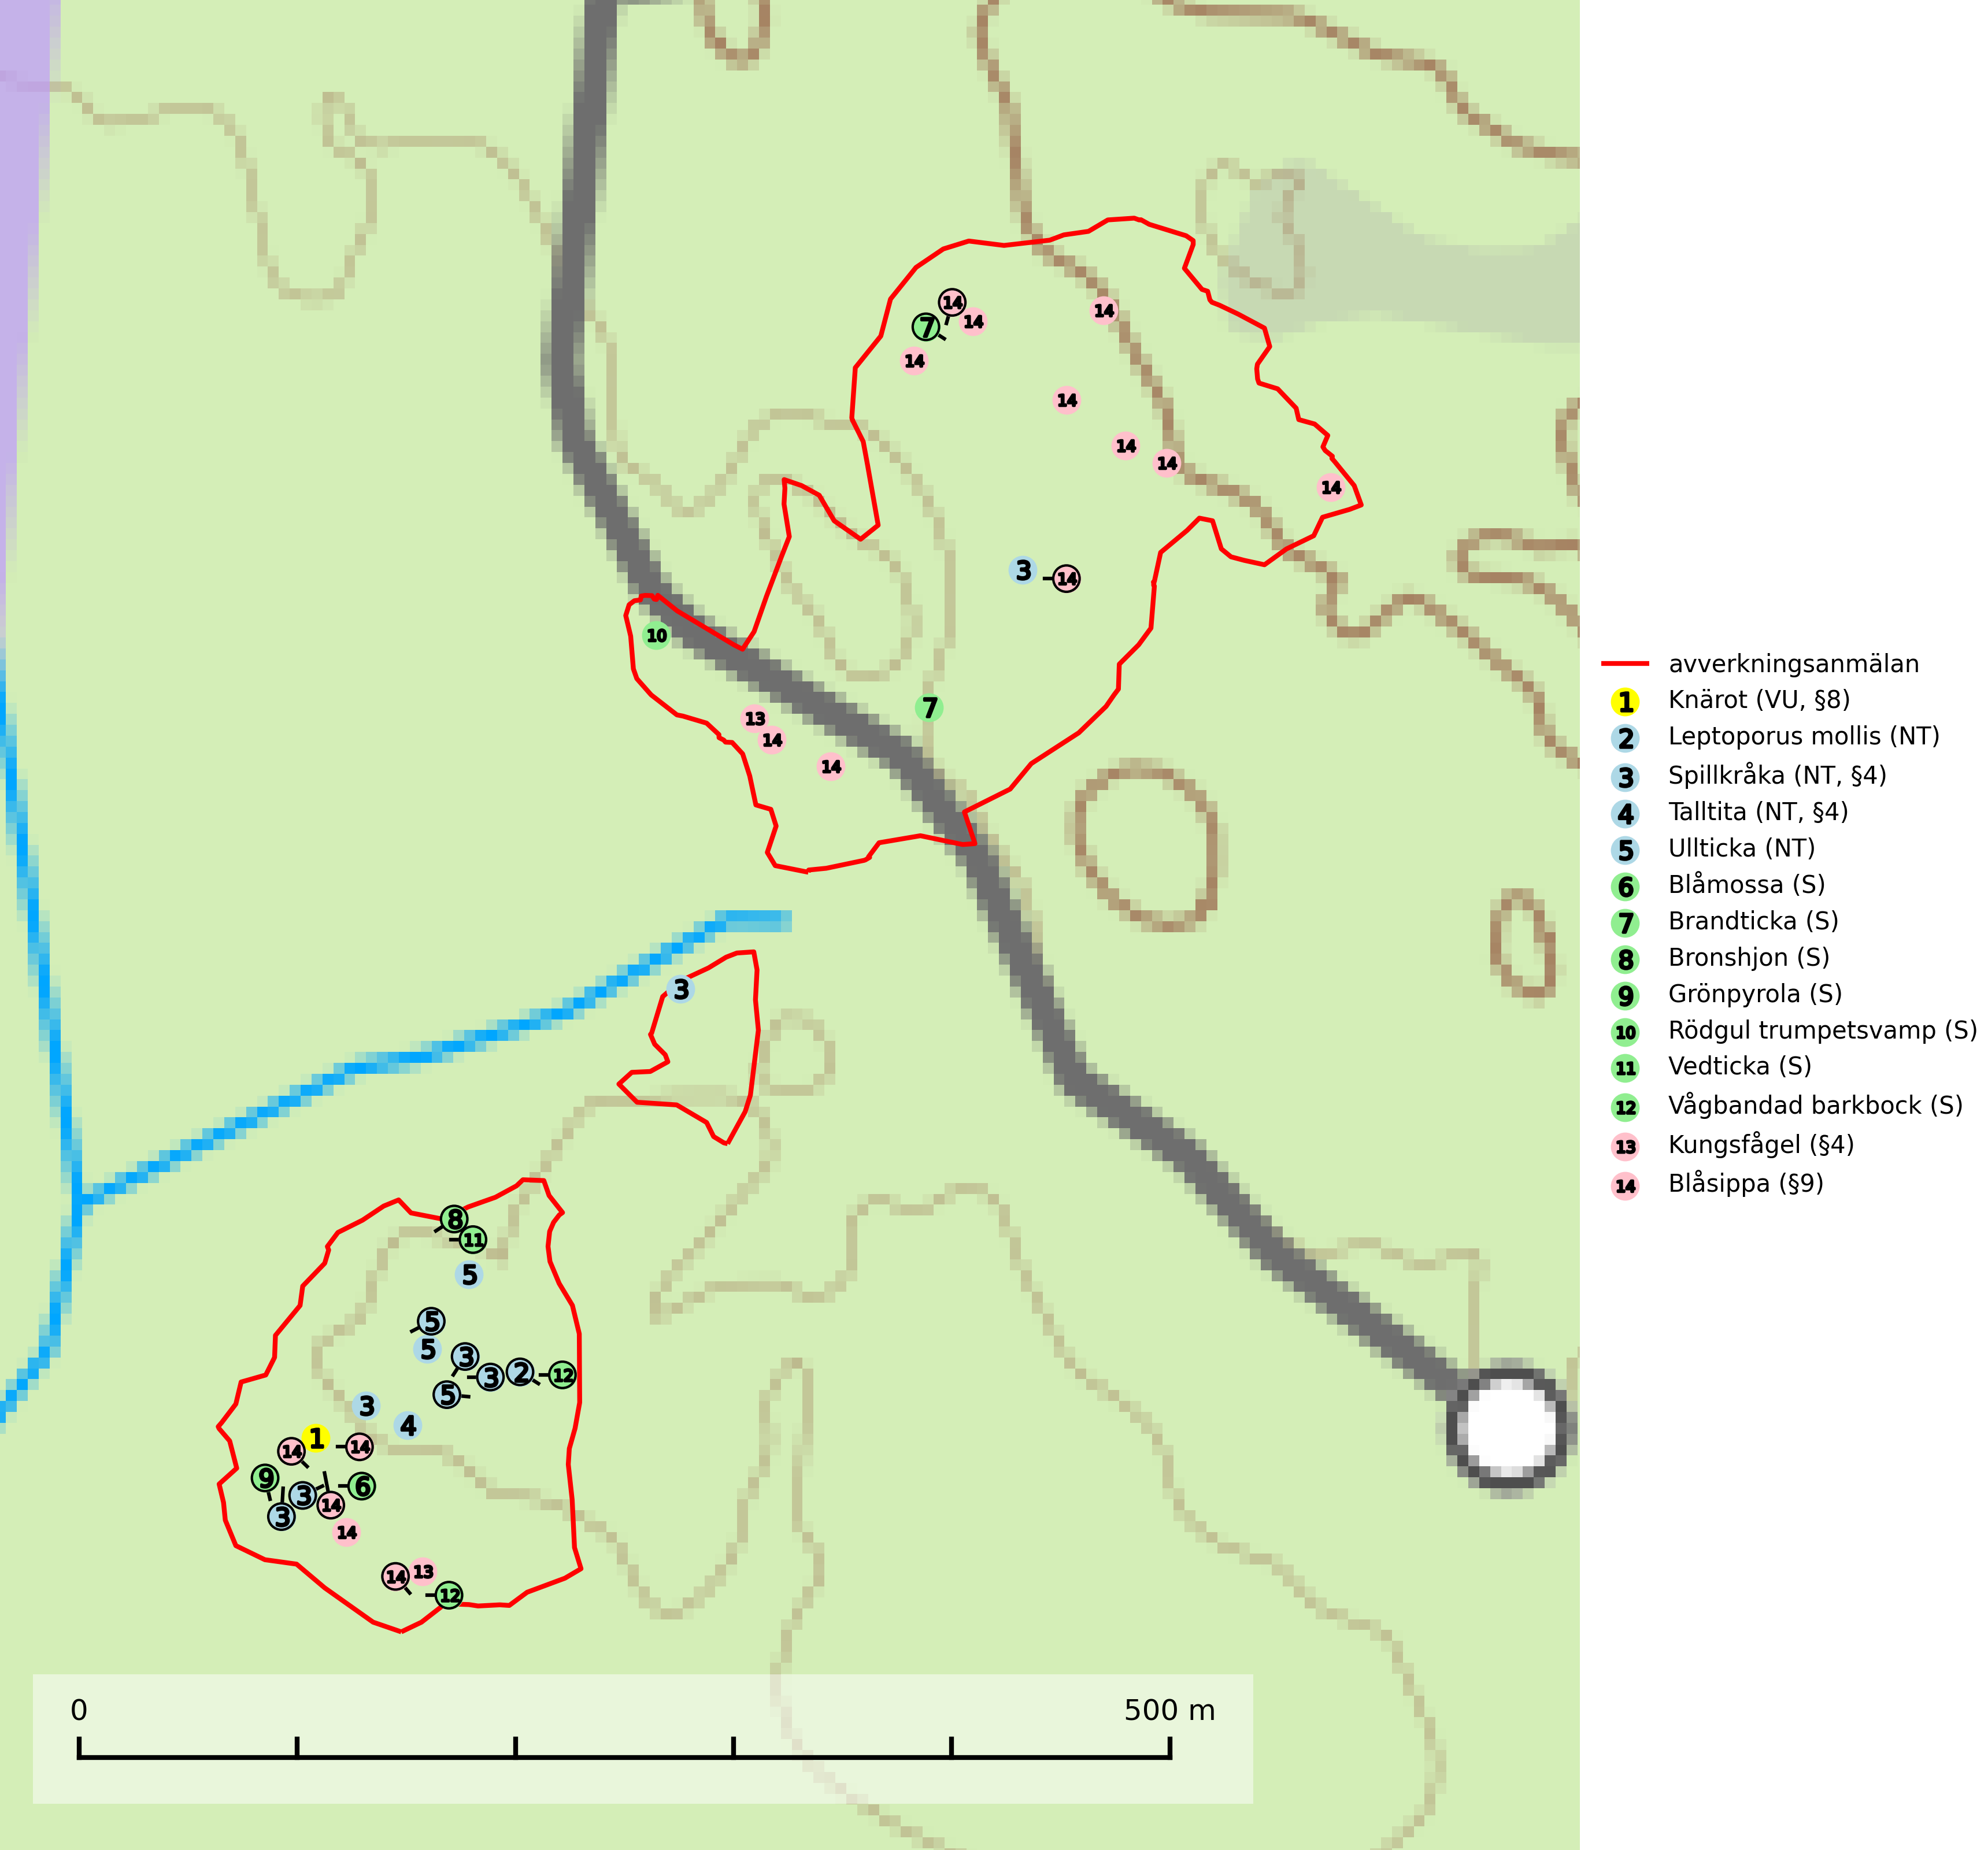 14
7
14
14
14
14
14
14
14
3
14
10
7
13
14
14
3
8
11
5
5
5
3
3
2
12
5
3
4
1
14
14
9
3
6
14
3
14
13
14
12
0
500 m
avverkningsanmälan
1 Knärot (VU, §8)
2 Leptoporus mollis (NT)
3 Spillkråka (NT, §4)
4 Talltita (NT, §4)
5 Ullticka (NT)
6 Blåmossa (S)
7 Brandticka (S)
8 Bronshjon (S)
9 Grönpyrola (S)
10 Rödgul trumpetsvamp (S)
11 Vedticka (S)
12 Vågbandad barkbock (S)
13 Kungsfågel (§4)
14 Blåsippa (§9)